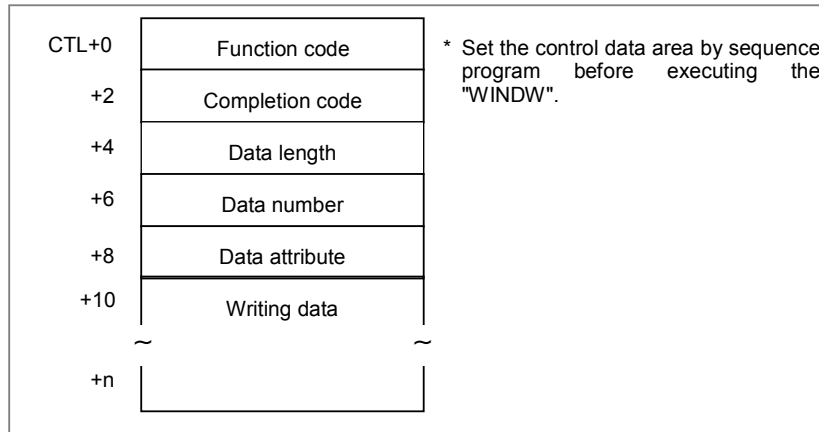 CTL+0 Function code * Set the control data area by sequence
program before executing the
+2 Completion code "WINDW".
+4 Data length
+6 Data number
+8 Data attribute
+10 Writing data
~ ~
+n